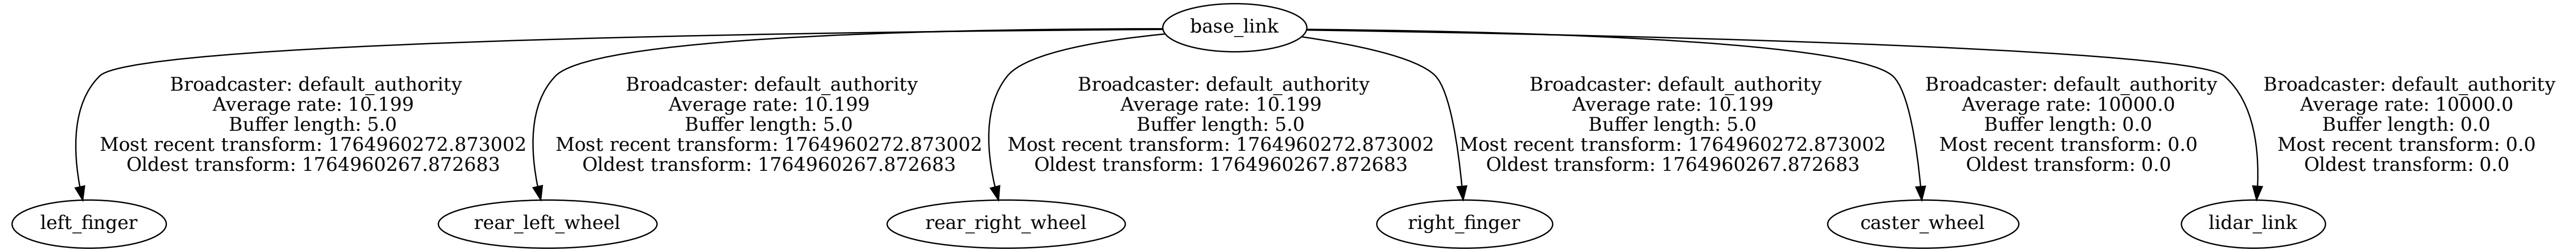 base_link
Broadcaster: default_authority
Average rate: 10.199
Buffer length: 5.0
Most recent transform: 1764960272.873002
Oldest transform: 1764960267.872683
Broadcaster: default_authority
Average rate: 10.199
Buffer length: 5.0
Most recent transform: 1764960272.873002
Oldest transform: 1764960267.872683
Broadcaster: default_authority
Average rate: 10.199
Buffer length: 5.0
Most recent transform: 1764960272.873002
Oldest transform: 1764960267.872683
Broadcaster: default_authority
Average rate: 10.199
Buffer length: 5.0
Most recent transform: 1764960272.873002
Oldest transform: 1764960267.872683
Broadcaster: default_authority
Average rate: 10000.0
Buffer length: 0.0
Most recent transform: 0.0
Oldest transform: 0.0
Broadcaster: default_authority
Average rate: 10000.0
Buffer length: 0.0
Most recent transform: 0.0
Oldest transform: 0.0
left_finger
rear_left_wheel
rear_right_wheel
right_finger
caster_wheel
lidar_link